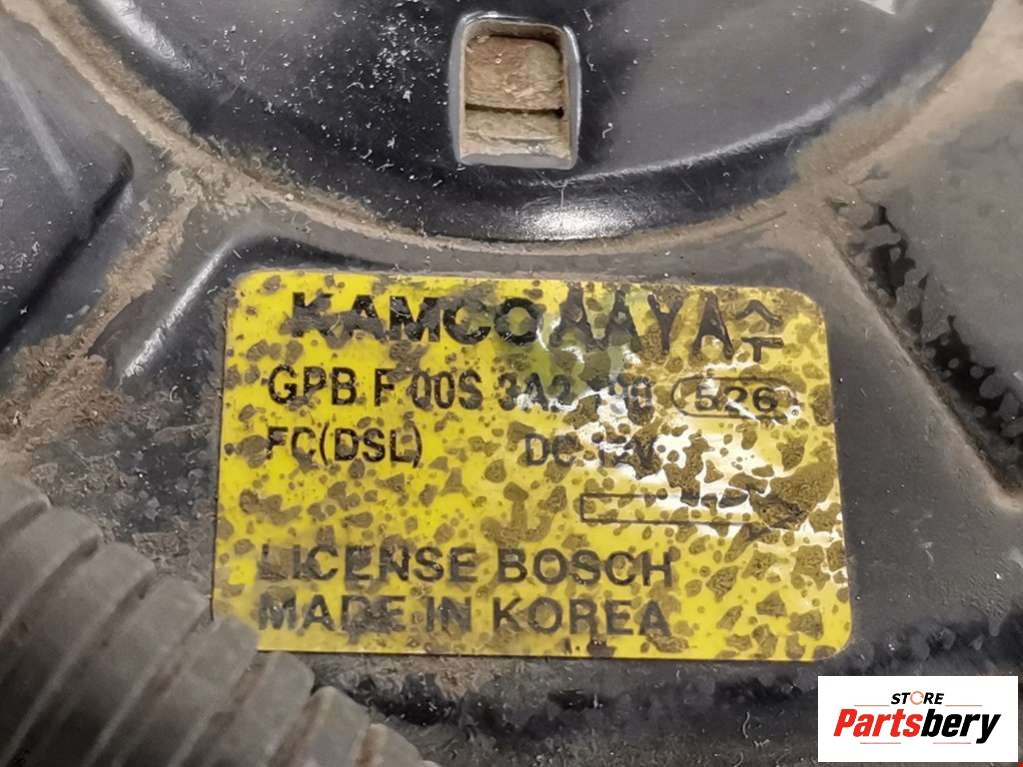 KAMCO AAYA
GPB F 00S 3A2 526
FC(DSL) DC 12V
LICENSE BOSCH
MADE IN KOREA
STORE
Partsbery